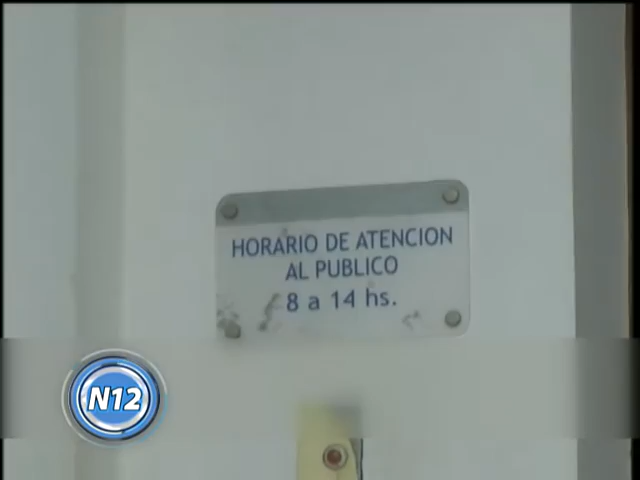 HORARIO DE ATENCION
AL PUBLICO
8 a 14 hs.
N12